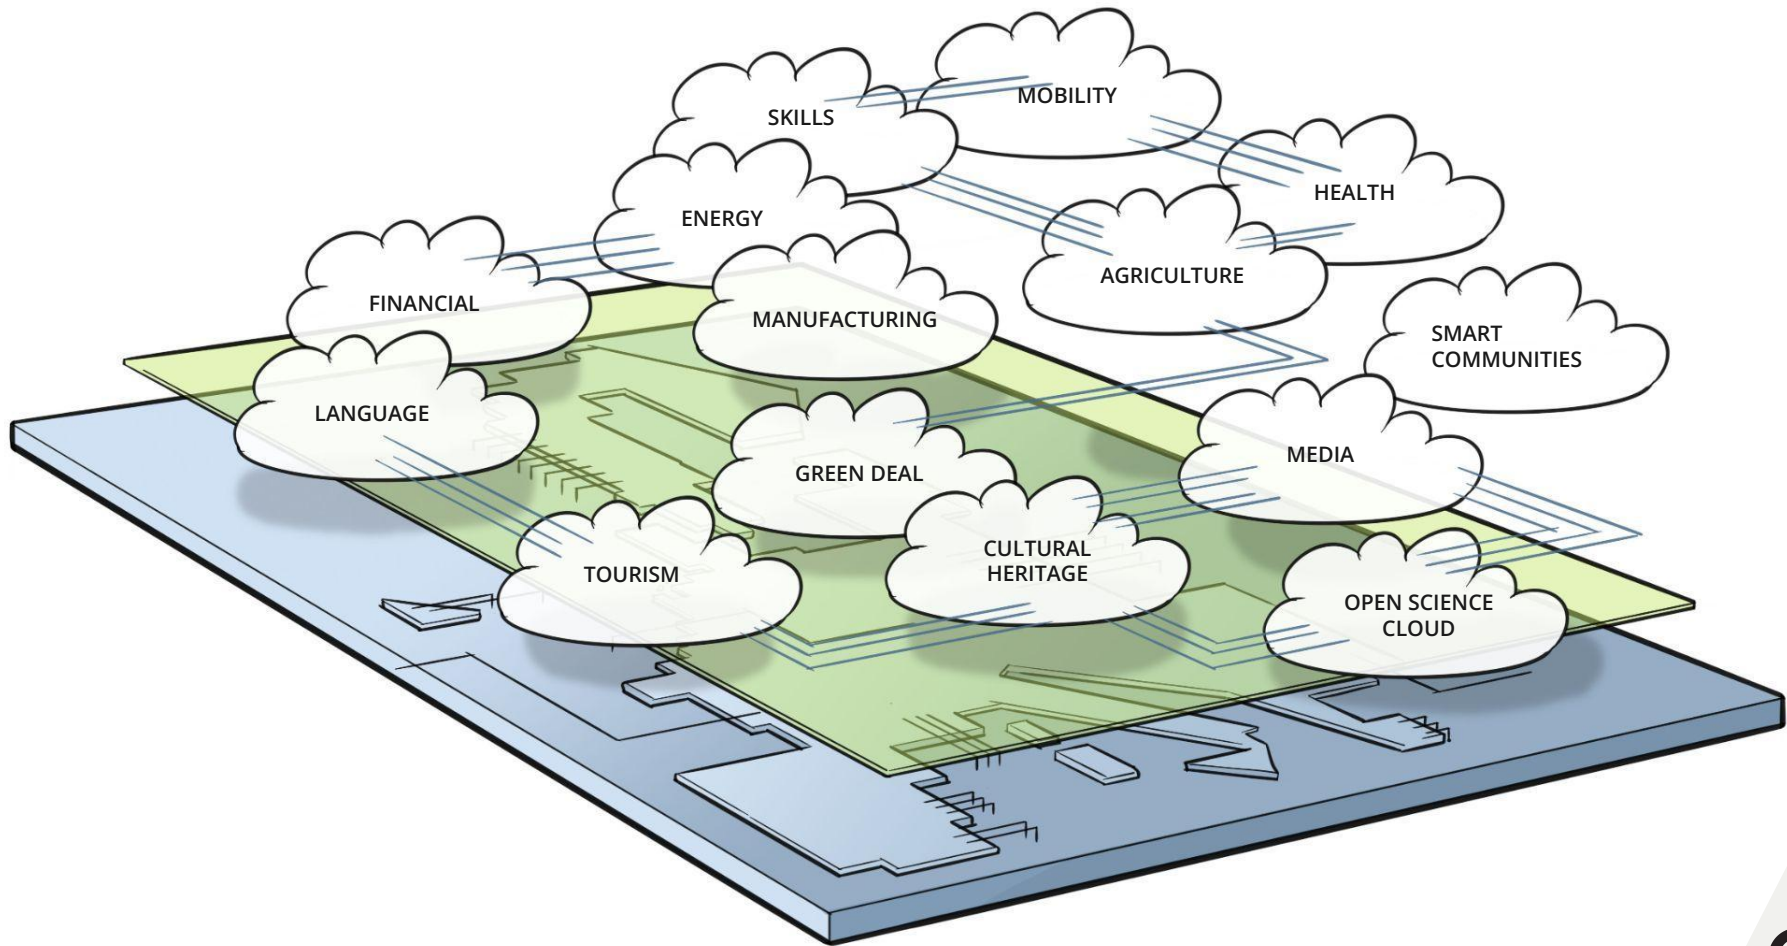 MOBILITY
SKILLS
HEALTH
ENERGY
AGRICULTURE
FINANCIAL
MANUFACTURING
SMART
COMMUNITIES
LANGUAGE
MEDIA
GREEN DEAL
CULTURAL
HERITAGE
TOURISM
OPEN SCIENCE
CLOUD